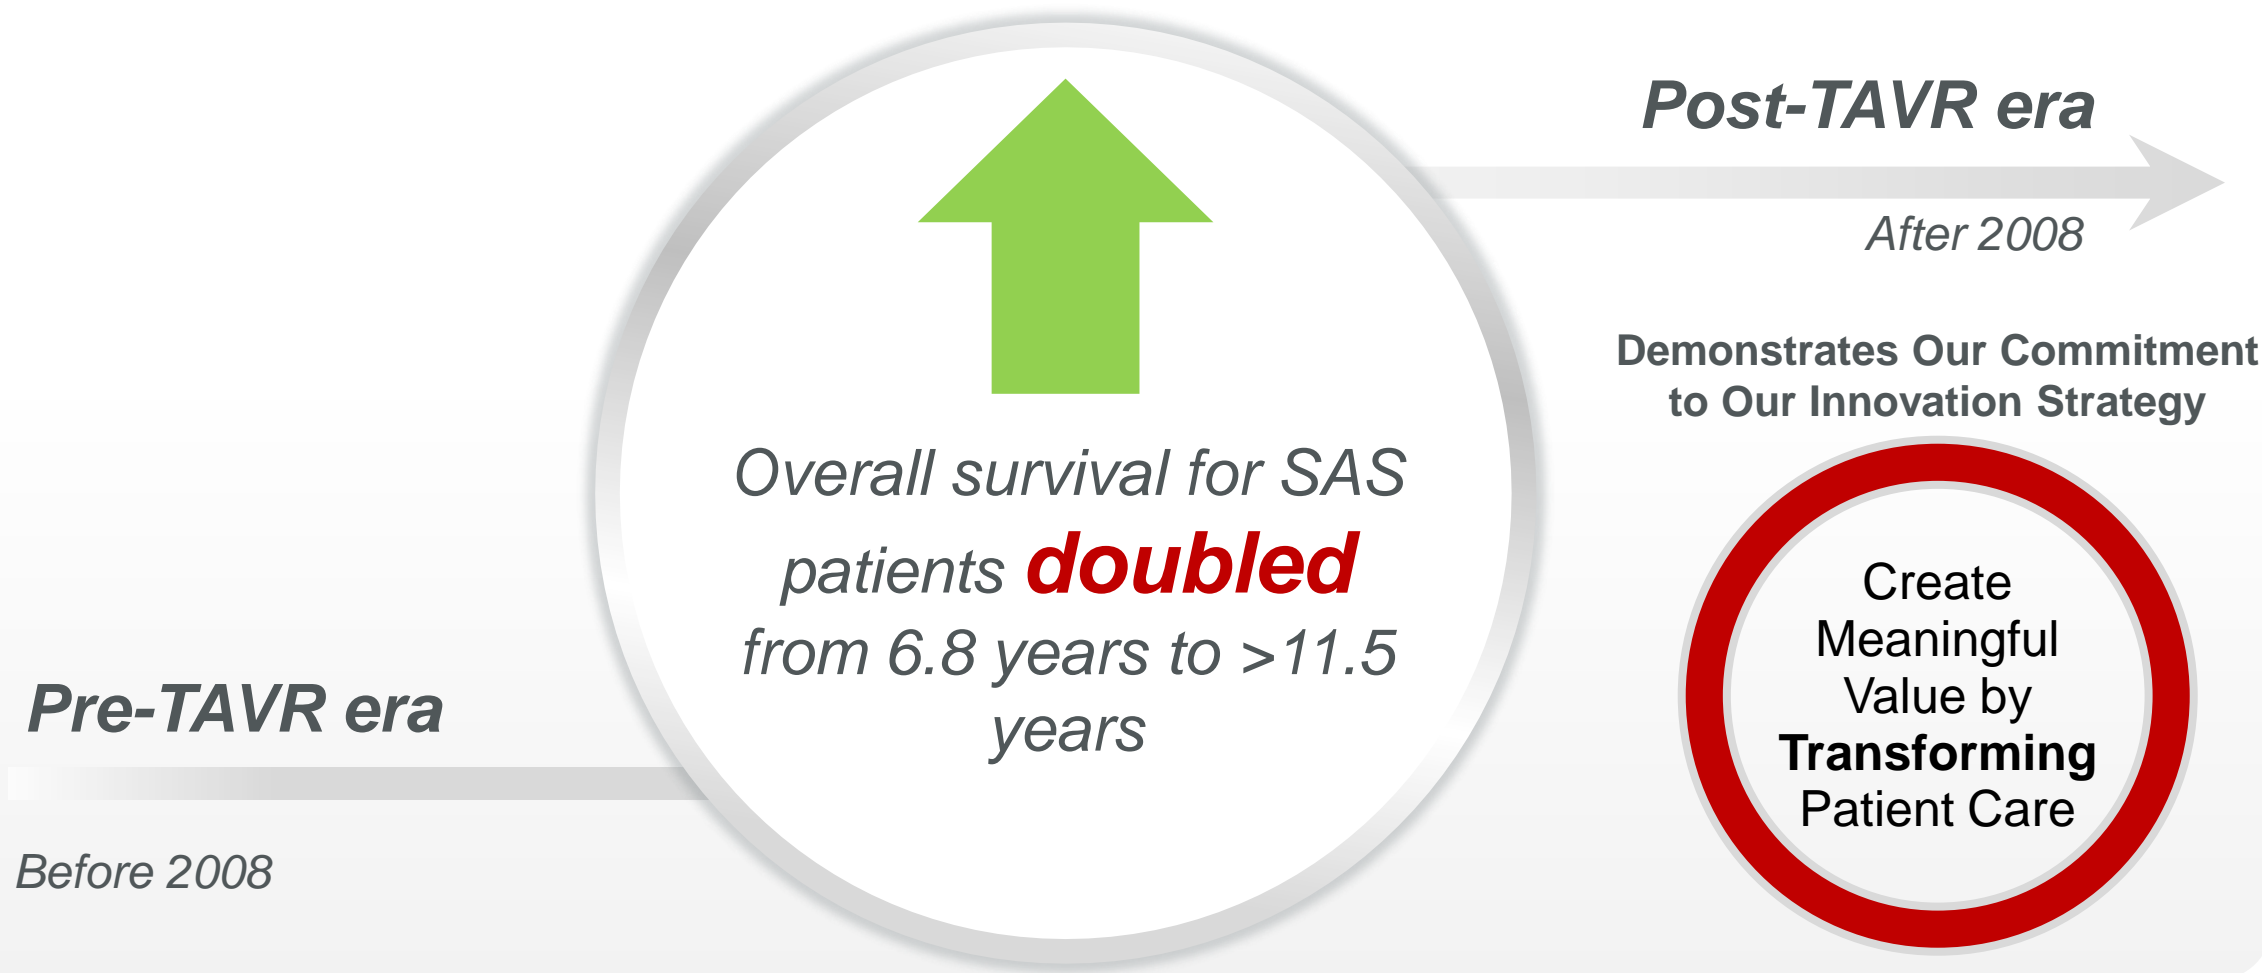 Pre-TAVR era
Before 2008
Overall survival for SAS
patients doubled
from 6.8 years to >11.5
years
Post-TAVR era
After 2008
Demonstrates Our Commitment
to Our Innovation Strategy
Create
Meaningful
Value by
Transforming
Patient Care